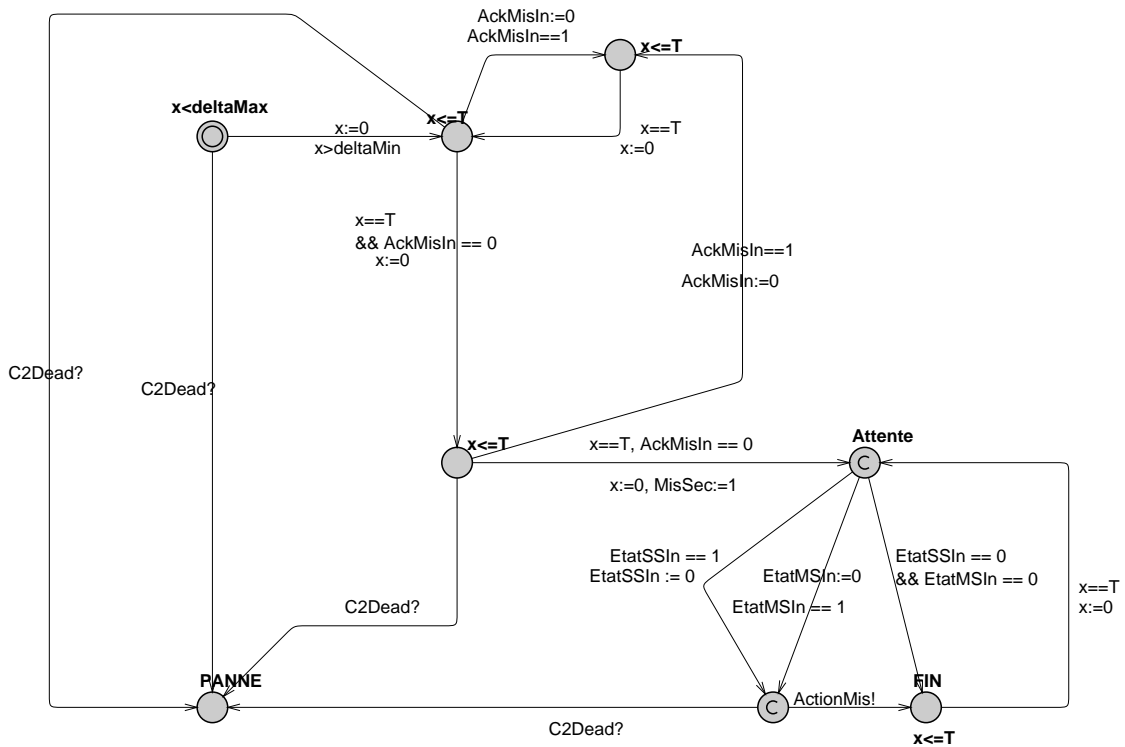 AckMisIn:=0
AckMisIn==1
x<=T
x<deltaMax
x<=T
x:=0
x>deltaMin
x==T
x:=0
x==T
&& AckMisIn == 0
x:=0
AckMisIn==1
AckMisIn:=0
C2Dead?
C2Dead?
x<=T
x==T, AckMisIn == 0
x:=0, MisSec:=1
Attente
C
EtatSSIn == 1
EtatSSIn := 0
EtatMSIn:=0
EtatMSIn == 1
EtatSSIn == 0
&& EtatMSIn == 0
x==T
x:=0
C2Dead?
PANNE
C
ActionMis!
FIN
x<=T
C2Dead?